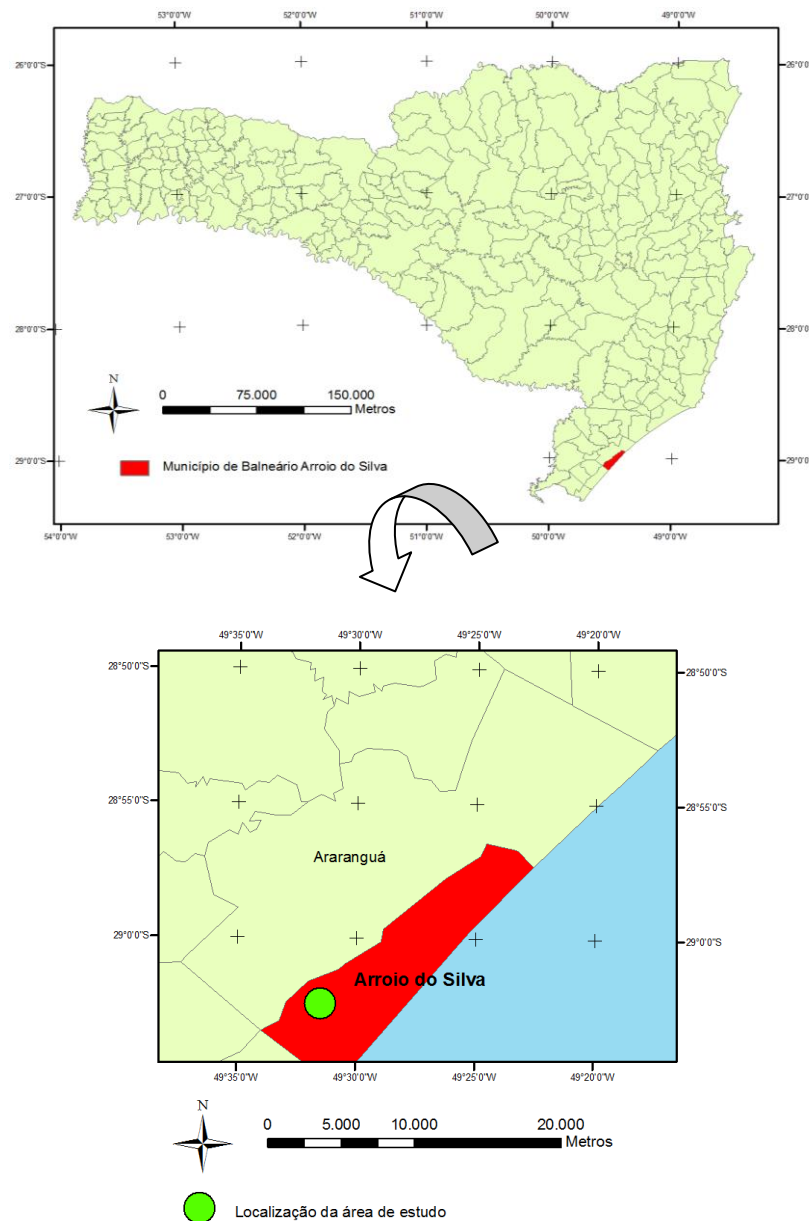 53°0'0"W 52°0'0"W 51°0'0"W 50°0'0"W 49°0'0"W
26°0'0"S 26°0'0"S
27°0'0"S 27°0'0"S
28°0'0"S 28°0'0"S
N
0 75.000 150.000
Metros
29°0'0"S 29°0'0"S
Município de Balneário Arroio do Silva
54°0'0"W 53°0'0"W 52°0'0"W 51°0'0"W 50°0'0"W 49°0'0"W
49°35'0"W 49°30'0"W 49°25'0"W 49°20'0"W
28°50'0"S 28°50'0"S
28°55'0"S 28°55'0"S
Araranguá
29°0'0"S 29°0'0"S
Arroio do Silva
49°35'0"W 49°30'0"W 49°25'0"W 49°20'0"W
N
0 5.000 10.000 20.000
Metros
Localização da área de estudo